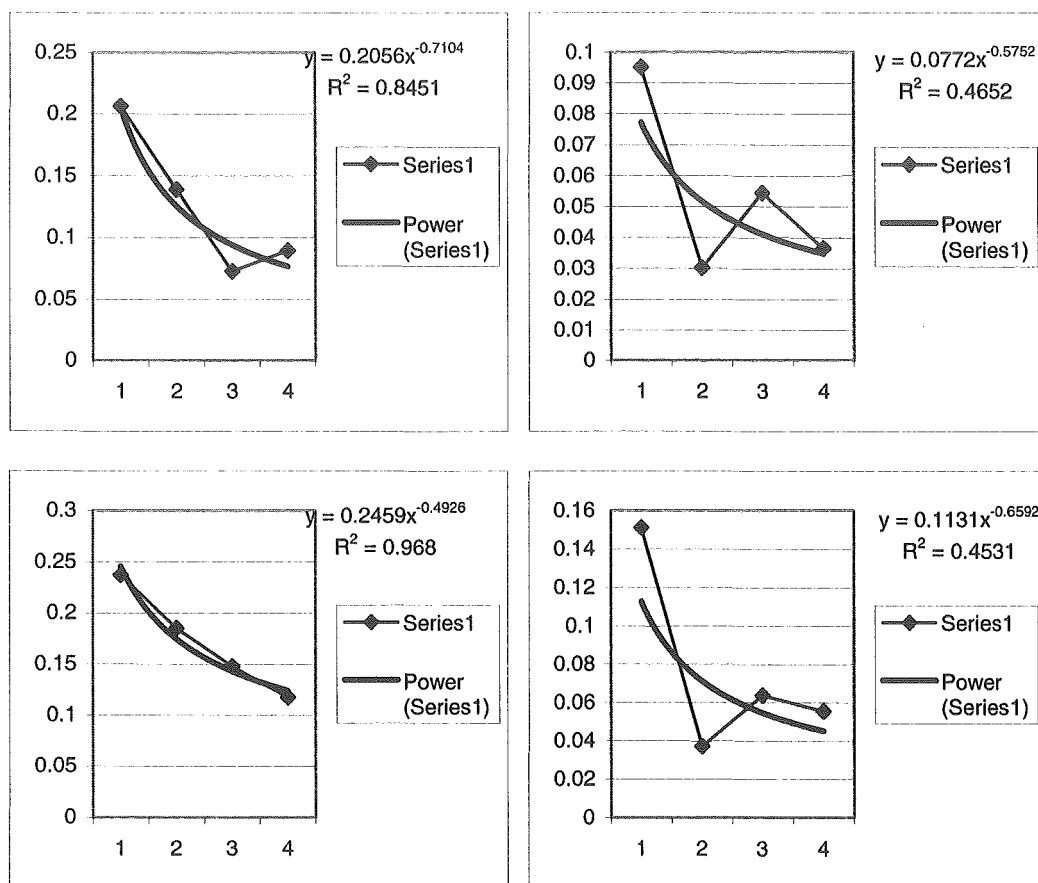 0.25
0.2
0.15
0.1
0.05
0
1 2 3 4
y = 0.2056x^-0.7104
R² = 0.8451
Series1
Power
(Series1)
0.1
0.09
0.08
0.07
0.06
0.05
0.04
0.03
0.02
0.01
0
1 2 3 4
y = 0.0772x^-0.5752
R² = 0.4652
Series1
Power
(Series1)
0.3
0.25
0.2
0.15
0.1
0.05
0
1 2 3 4
y = 0.2459x^-0.4926
R² = 0.968
Series1
Power
(Series1)
0.16
0.14
0.12
0.1
0.08
0.06
0.04
0.02
0
1 2 3 4
y = 0.1131x^-0.6592
R² = 0.4531
Series1
Power
(Series1)